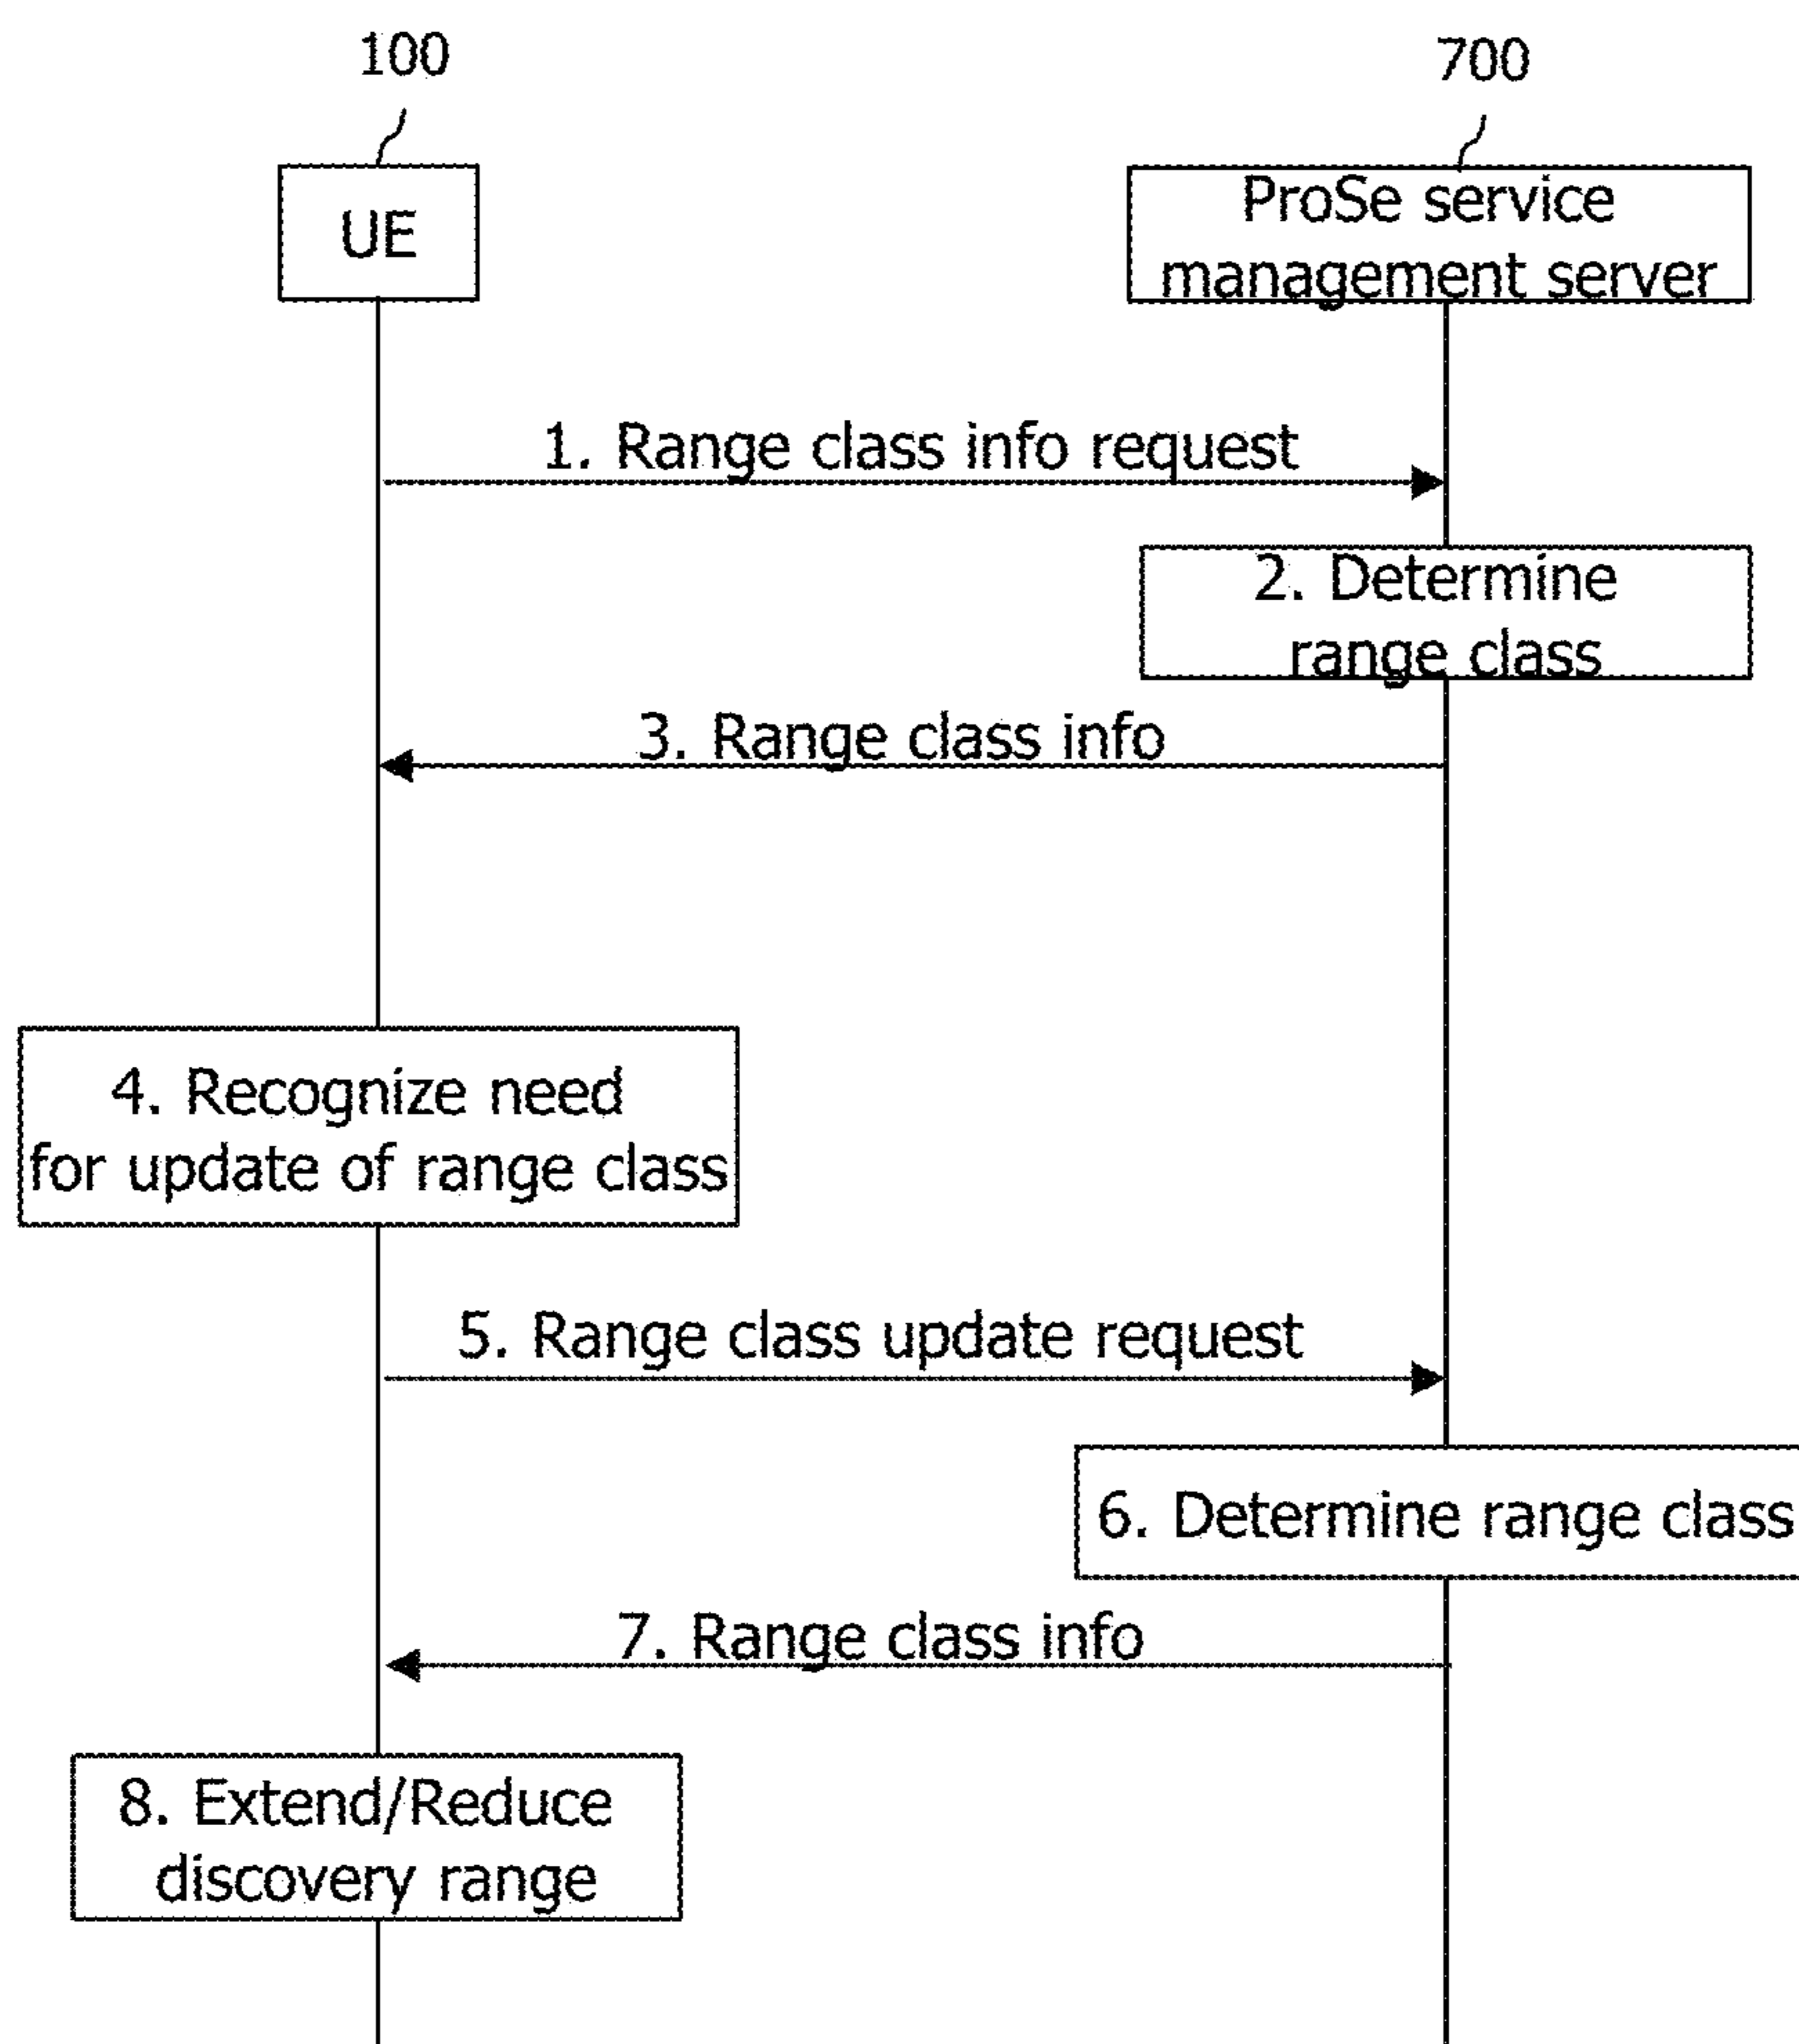 100
700
UE
ProSe service
management server
1. Range class info request
2. Determine
range class
3. Range class info
4. Recognize need
for update of range class
5. Range class update request
6. Determine range class
7. Range class info
8. Extend/Reduce
discovery range